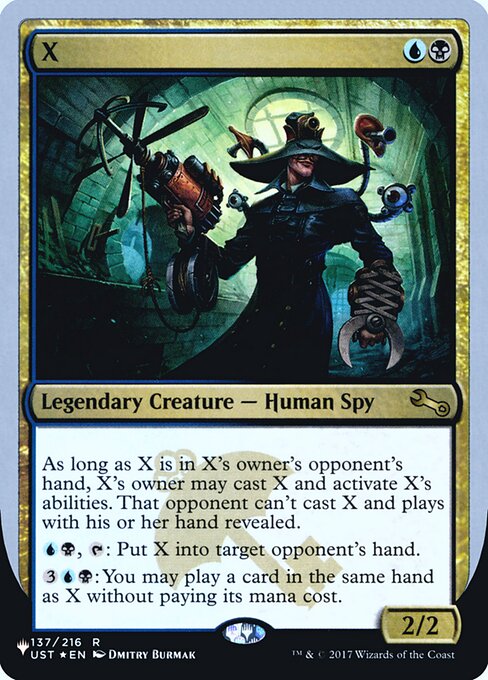 X
Legendary Creature — Human Spy
As long as X is in X's owner's opponent's
hand, X's owner may cast X and activate X's
abilities. That opponent can't cast X and plays
with his or her hand revealed.
, : Put X into target opponent's hand.
3: You may play a card in the same hand
as X without paying its mana cost.
2/2
137/216 R
UST ★ EN Dmitry Burmak
™ & © 2017 Wizards of the Coast